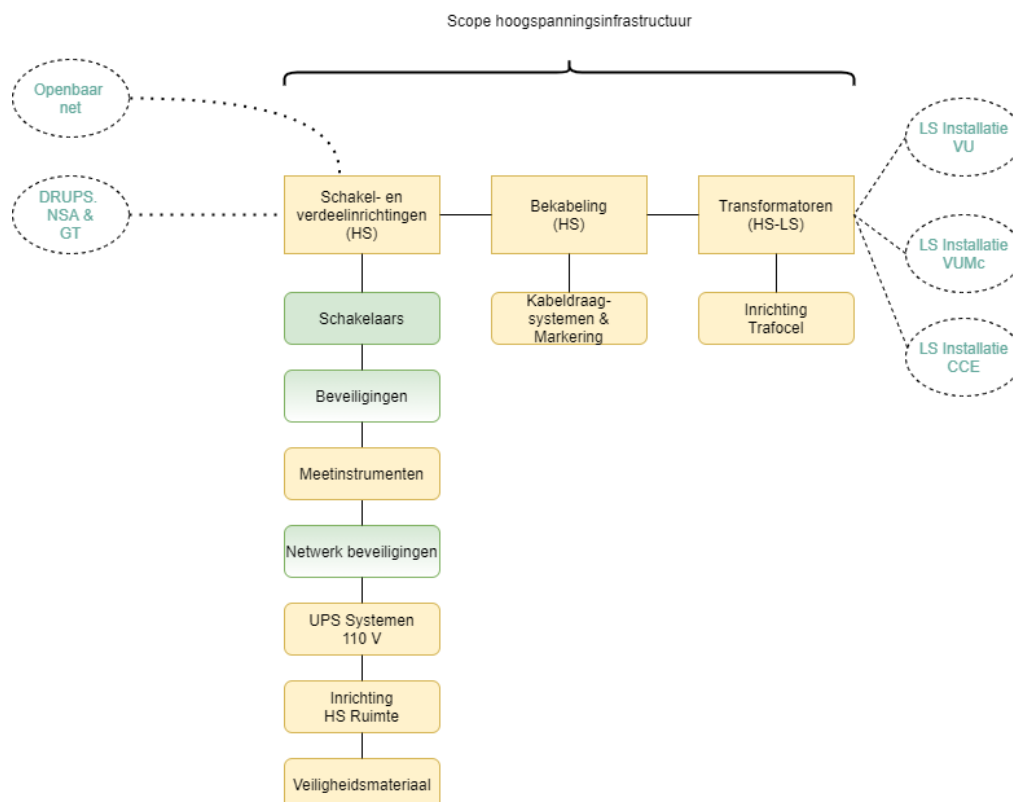 Scope hoogspanningsinfrastructuur
Openbaar
net
DRUPS.
NSA &
GT
Schakel- en
verdeelinrichtingen
(HS)
Bekabeling
(HS)
Transformatoren
(HS-LS)
LS Installatie
VU
LS Installatie
VUMc
LS Installatie
CCE
Schakelaars
Kabeldraag-
systemen &
Markering
Inrichting
Trafocel
Beveiligingen
Meetinstrumenten
Netwerk beveiligingen
UPS Systemen
110 V
Inrichting
HS Ruimte
Veiligheidsmateriaal